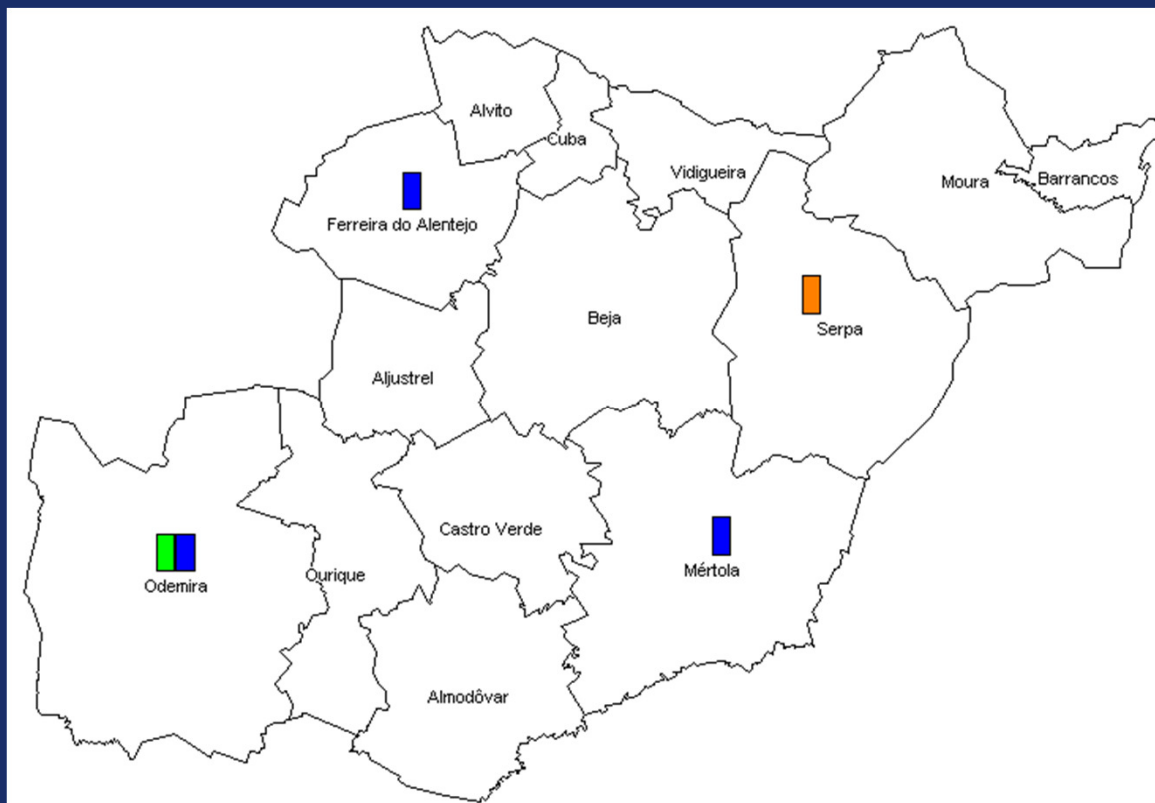 Alvito
Cuba
Vidigueira
Moura
Barrancos
Ferreira do Alentejo
Beja
Serpa
Aljustrel
Castro Verde
Mértola
Odemira
Ourique
Almodôvar